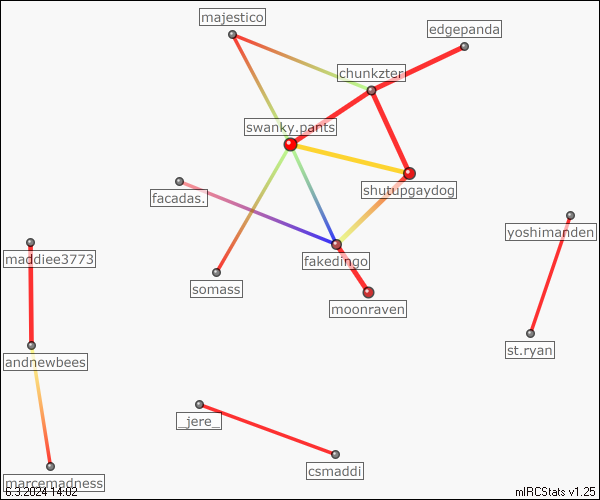 majestico
edgepanda
chunkzter
swanky.pants
shutupgaydog
facadas.
yoshimanden
maddiee3773
fakedingo
somass
moonraven
st.ryan
andnewbees
_jere_
csmaddi
marcemadness
6.3.2024 14:02
mIRCStats v1.25